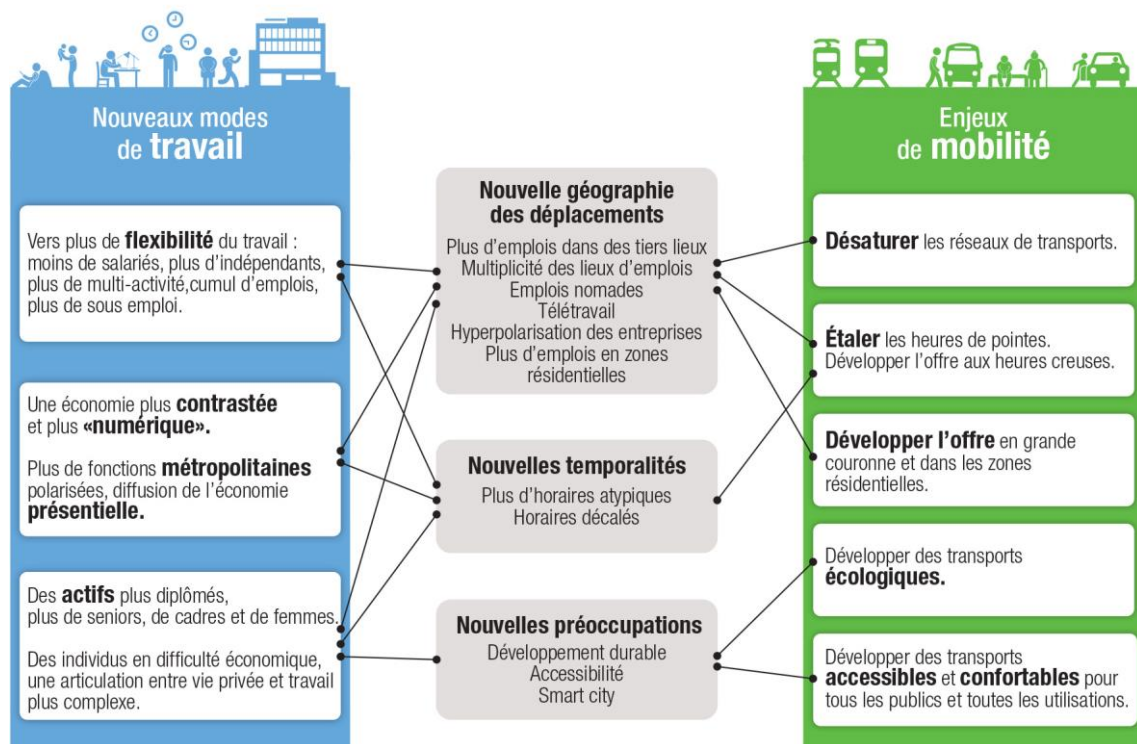 Nouveaux modes
de travail
Vers plus de flexibilité du travail :
moins de salariés, plus d'indépendants,
plus de multi-activité,cumul d'emplois,
plus de sous emploi.
Une économie plus contrastée
et plus «numérique».
Plus de fonctions métropolitaines
polarisées, diffusion de l'économie
présentielle.
Des actifs plus diplômés,
plus de seniors, de cadres et de femmes.
Des individus en difficulté économique,
une articulation entre vie privée et travail
plus complexe.
Nouvelle géographie
des déplacements
Plus d'emplois dans des tiers lieux
Multiplicité des lieux d'emplois
Emplois nomades
Télétravail
Hyperpolarisation des entreprises
Plus d'emplois en zones
résidentielles
Nouvelles temporalités
Plus d'horaires atypiques
Horaires décalés
Nouvelles préoccupations
Développement durable
Accessibilité
Smart city
Enjeux
de mobilité
Désaturer les réseaux de transports.
Étaler les heures de pointes.
Développer l'offre aux heures creuses.
Développer l'offre en grande
couronne et dans les zones
résidentielles.
Développer des transports
écologiques.
Développer des transports
accessibles et confortables pour
tous les publics et toutes les utilisations.